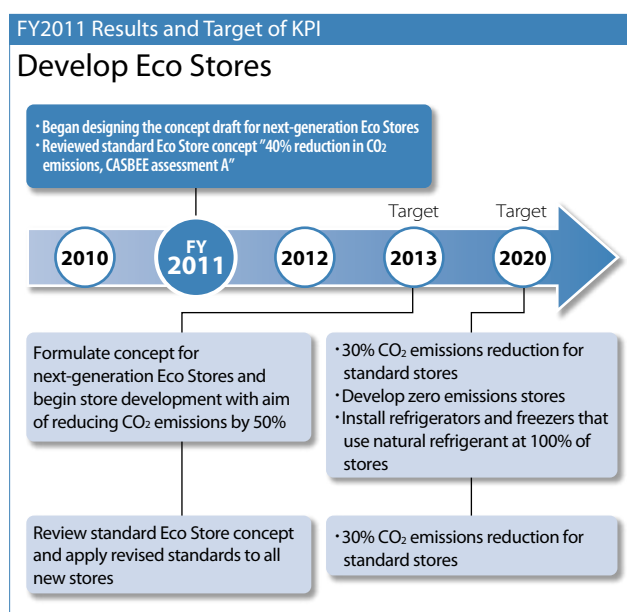 FY2011 Results and Target of KPI
Develop Eco Stores
・Began designing the concept draft for next-generation Eco Stores
・Reviewed standard Eco Store concept "40% reduction in CO₂
emissions, CASBEE assessment A"
Target
Target
2010
FY
2011
2012
2013
2020
Formulate concept for
next-generation Eco Stores and
begin store development with aim
of reducing CO₂ emissions by 50%
・30% CO₂ emissions reduction for
standard stores
・Develop zero emissions stores
・Install refrigerators and freezers that
use natural refrigerant at 100% of
stores
Review standard Eco Store concept
and apply revised standards to all
new stores
・30% CO₂ emissions reduction for
standard stores